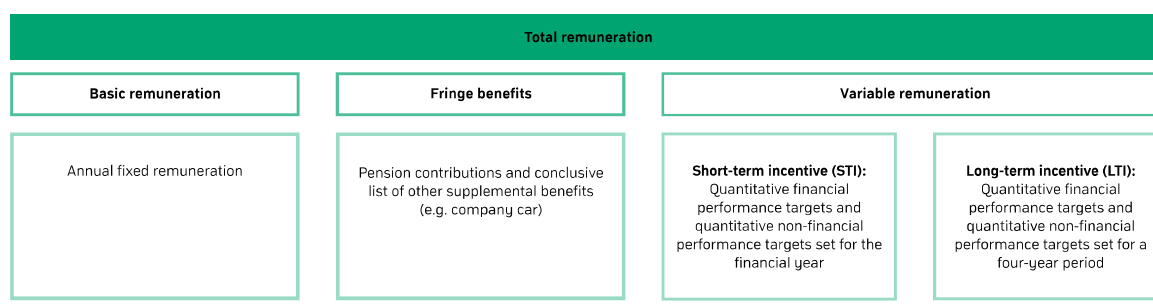 Total remuneration
Basic remuneration
Fringe benefits
Variable remuneration
Annual fixed remuneration
Pension contributions and conclusive
list of other supplemental benefits
(e.g. company car)
Short-term incentive (STI):
Quantitative financial
performance targets and
quantitative non-financial
performance targets set for the
financial year
Long-term incentive (LTI):
Quantitative financial
performance targets and
quantitative non-financial
performance targets set for a
four-year period